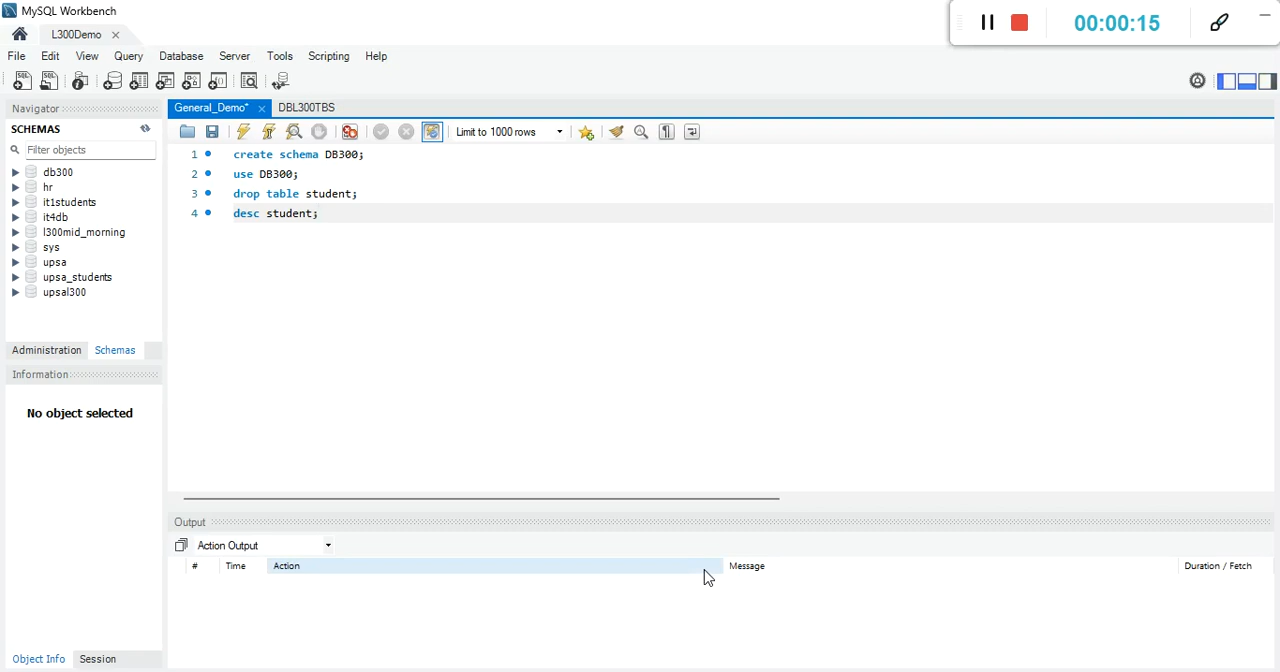 MySQL Workbench
00:00:15
L300Demo
File Edit View Query Database Server Tools Scripting Help
Navigator
General_Demo* DBL300TBS
SCHEMAS
Limit to 1000 rows
Filter objects
1 create schema DB300;
2 use DB300;
3 drop table student;
4 desc student;
db300
hr
it1students
it4db
l300mid_morning
sys
upsa
upsa_students
upsal300
Administration Schemas
Information
No object selected
Output
Action Output
# Time Action Message Duration / Fetch
Object Info Session